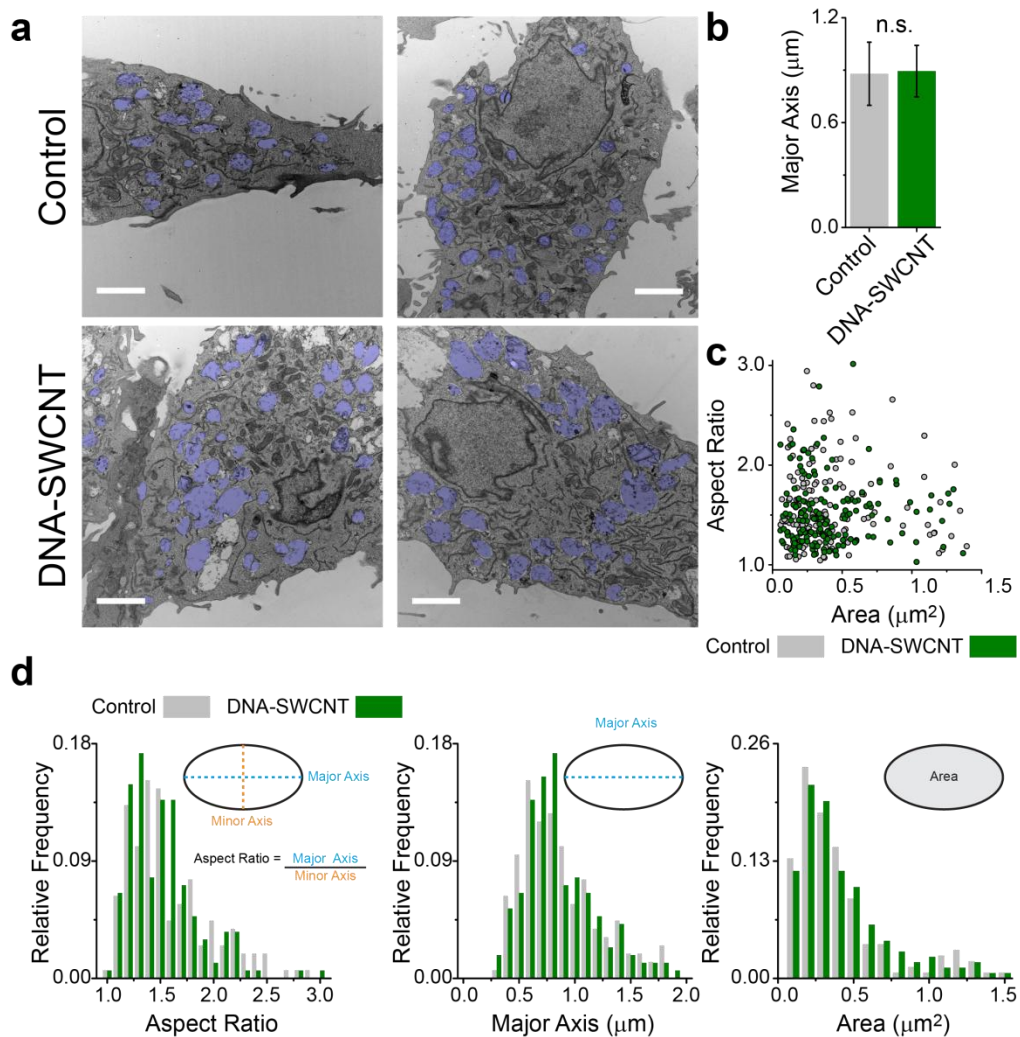 a
Control
DNA-SWCNT
b
Major Axis (μm)
1.2
0.6
0.0
n.s.
Control
DNA-SWCNT
c
Aspect Ratio
3.0
2.0
1.0
0.0
0.5
1.0
1.5
Area (μm²)
Control
DNA-SWCNT
d
Control
DNA-SWCNT
Relative Frequency
0.18
0.09
0.00
Major Axis
Minor Axis
Aspect Ratio = Major Axis
Minor Axis
1.0 1.5 2.0 2.5 3.0
Aspect Ratio
Relative Frequency
0.18
0.09
0.00
Major Axis
0.0 0.5 1.0 1.5 2.0
Major Axis (μm)
Relative Frequency
0.26
0.13
0.00
Area
0.0 0.5 1.0 1.5
Area (μm²)